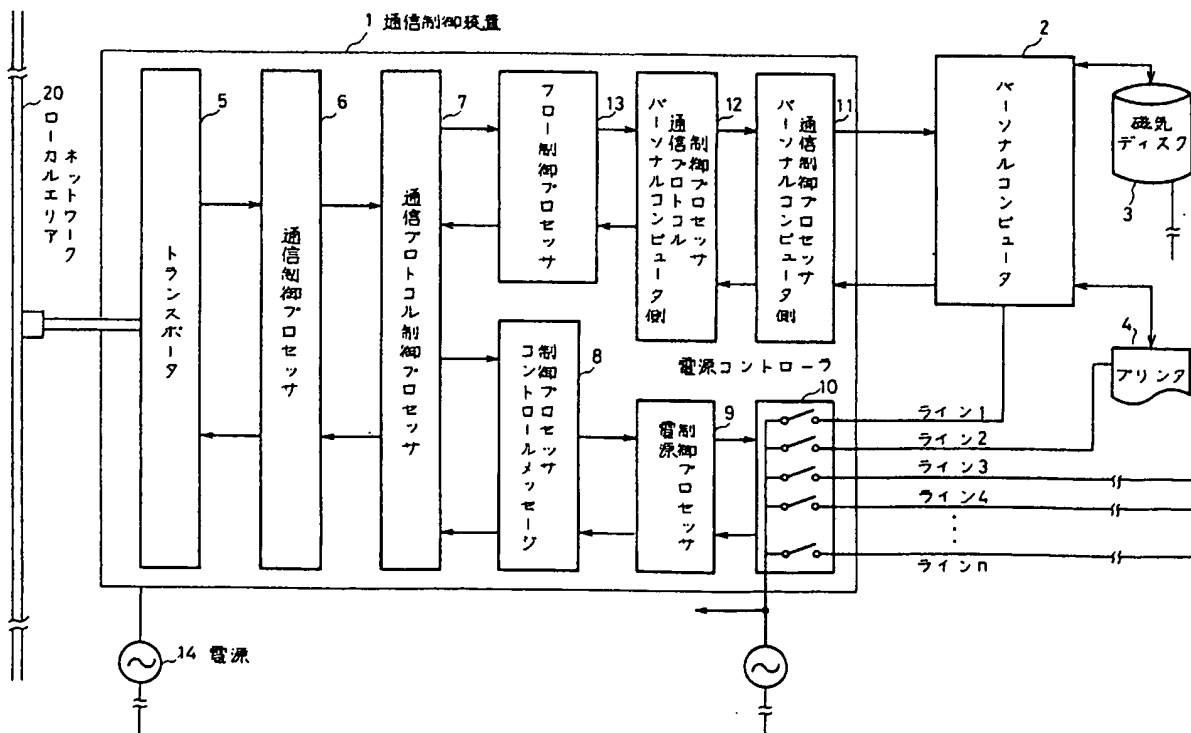 1 通信制御装置
20
ローカルエリア
ネットワーク
5
トランスポータ
6
通信制御プロセッサ
7
通信プロトコル制御プロセッサ
13
フロー制御プロセッサ
12
パーソナルコンピュータ側
通信プロトコル
制御プロセッサ
11
パーソナルコンピュータ側
通信制御プロセッサ
2
パーソナルコンピュータ
磁気
ディスク
3
4
プリンタ
8
コントロールメッセージ
制御プロセッサ
9
電源
制御プロセッサ
電源コントローラ
10
ライン1
ライン2
ライン3
ライン4
ラインn
14 電源